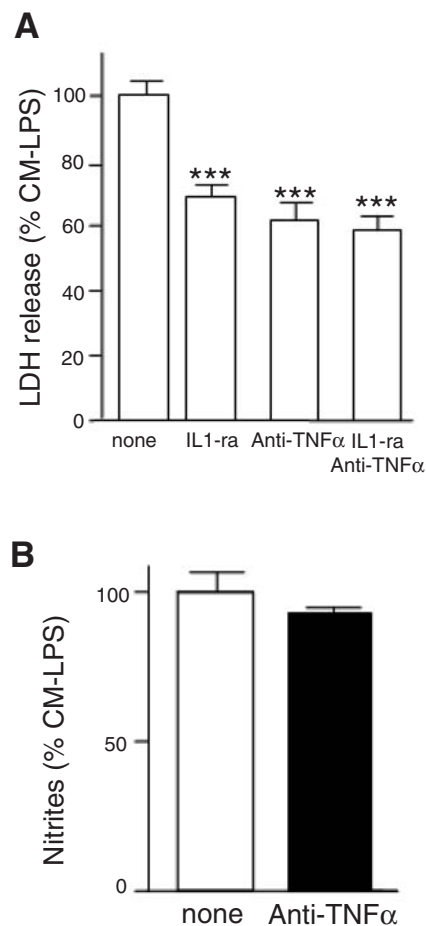 A
LDH release (% CM-LPS)
100
80
60
40
20
0
***
***
***
none IL1-ra Anti-TNFα IL1-ra
Anti-TNFα
B
Nitrites (% CM-LPS)
100
50
0
none Anti-TNFα